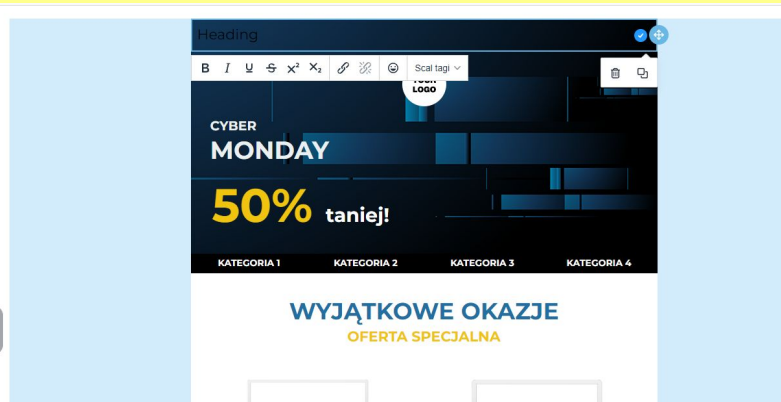 Heading
B I U S X² X₂ Scal tagi
YOUR
LOGO
CYBER
MONDAY
50% taniej!
KATEGORIA 1 KATEGORIA 2 KATEGORIA 3 KATEGORIA 4
WYJĄTKOWE OKAZJE
OFERTA SPECJALNA